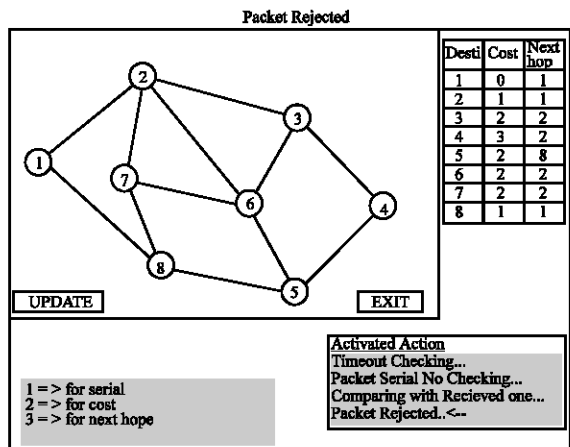 Packet Rejected
Desti Cost Next hop
1 0 1
2 1 1
3 2 2
4 3 2
5 2 8
6 2 2
7 2 2
8 1 1
2
3
1
7
6
4
8
5
UPDATE
EXIT
Activated Action
Timeout Checking...
Packet Serial No Checking...
Comparing with Recieved one...
Packet Rejected..<--
1 = > for serial
2 = > for cost
3 = > for next hope